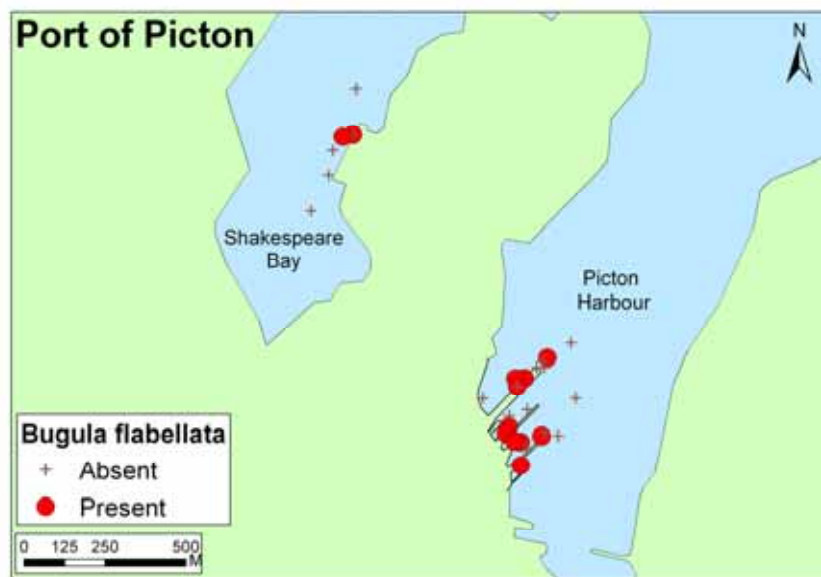 Port of Picton
N
Shakespeare
Bay
Picton
Harbour
Bugula flabellata
Absent
Present
0 125 250 500
M